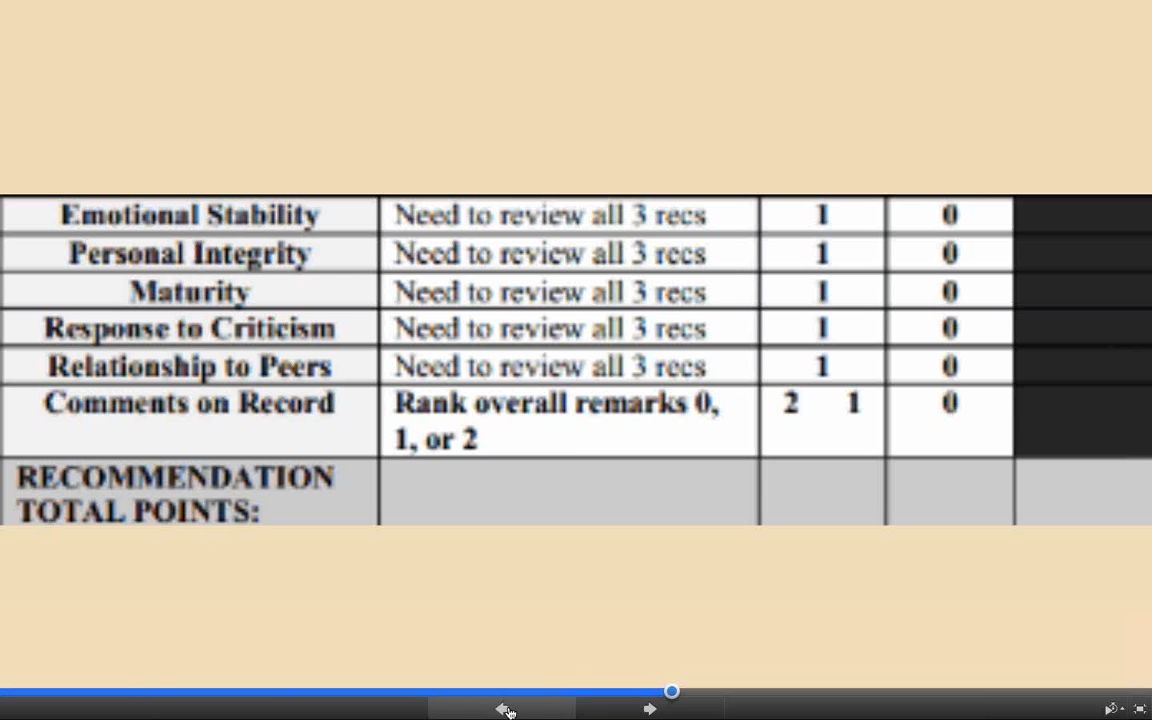 Emotional Stability Need to review all 3 recs 1 0
Personal Integrity Need to review all 3 recs 1 0
Maturity Need to review all 3 recs 1 0
Response to Criticism Need to review all 3 recs 1 0
Relationship to Peers Need to review all 3 recs 1 0
Comments on Record Rank overall remarks 0, 2 1 0
1, or 2
RECOMMENDATION
TOTAL POINTS: